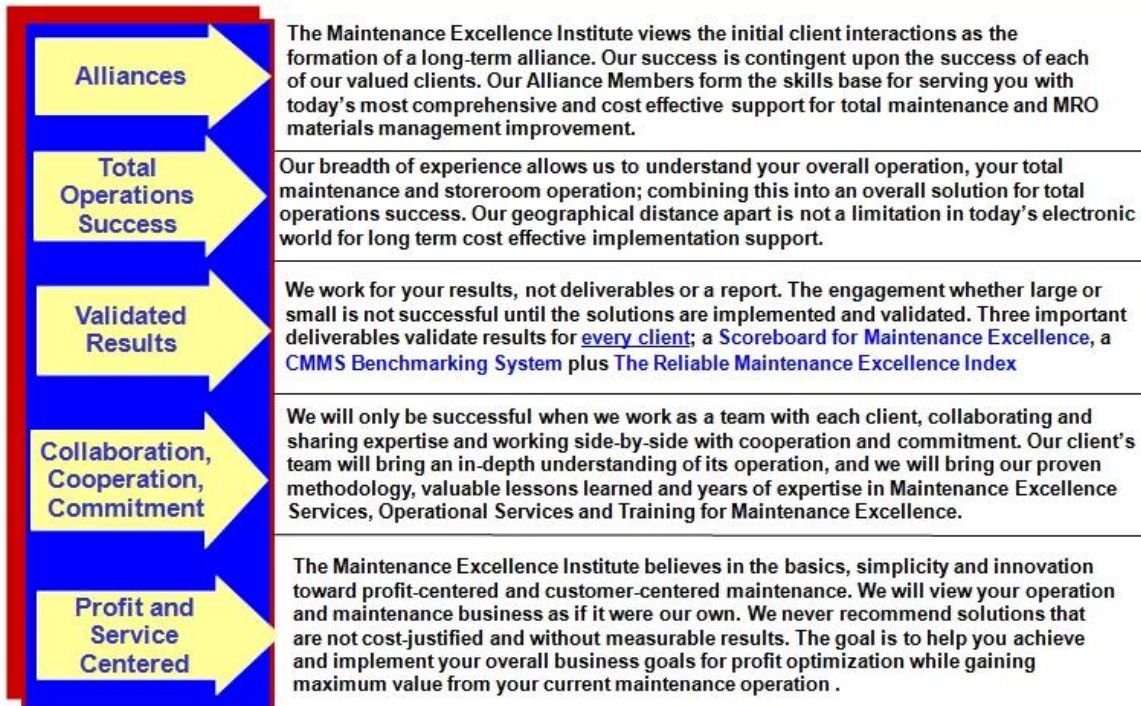 Alliances
The Maintenance Excellence Institute views the initial client interactions as the
formation of a long-term alliance. Our success is contingent upon the success of each
of our valued clients. Our Alliance Members form the skills base for serving you with
today's most comprehensive and cost effective support for total maintenance and MRO
materials management improvement.
Total
Operations
Success
Our breadth of experience allows us to understand your overall operation, your total
maintenance and storeroom operation; combining this into an overall solution for total
operations success. Our geographical distance apart is not a limitation in today's electronic
world for long term cost effective implementation support.
Validated
Results
We work for your results, not deliverables or a report. The engagement whether large or
small is not successful until the solutions are implemented and validated. Three important
deliverables validate results for every client; a Scoreboard for Maintenance Excellence, a
CMMS Benchmarking System plus The Reliable Maintenance Excellence Index
Collaboration,
Cooperation,
Commitment
We will only be successful when we work as a team with each client, collaborating and
sharing expertise and working side-by-side with cooperation and commitment. Our client's
team will bring an in-depth understanding of its operation, and we will bring our proven
methodology, valuable lessons learned and years of expertise in Maintenance Excellence
Services, Operational Services and Training for Maintenance Excellence.
Profit and
Service
Centered
The Maintenance Excellence Institute believes in the basics, simplicity and innovation
toward profit-centered and customer-centered maintenance. We will view your operation
and maintenance business as if it were our own. We never recommend solutions that
are not cost-justified and without measurable results. The goal is to help you achieve
and implement your overall business goals for profit optimization while gaining
maximum value from your current maintenance operation .